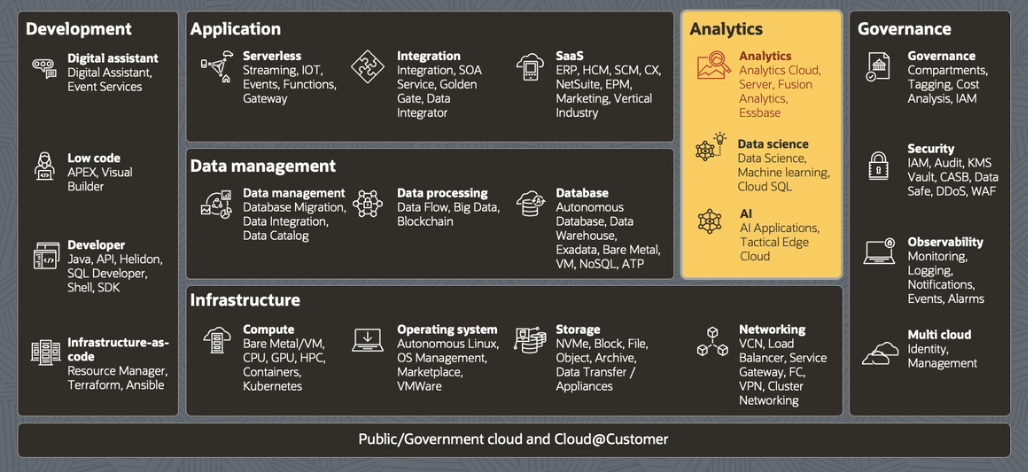 Development
Digital assistant
Digital Assistant,
Event Services
Low code
APEX, Visual
Builder
Developer
Java, API, Helidon,
SQL Developer,
Shell, SDK
Infrastructure-as-
code
Resource Manager,
Terraform, Ansible
Application
Serverless
Streaming, IOT,
Events, Functions,
Gateway
Integration
Integration, SOA
Service, Golden
Gate, Data
Integrator
SaaS
ERP, HCM, SCM, CX,
NetSuite, EPM,
Marketing, Vertical
Industry
Data management
Data management
Database Migration,
Data Integration,
Data Catalog
Data processing
Data Flow, Big Data,
Blockchain
Database
Autonomous
Database, Data
Warehouse,
Exadata, Bare Metal,
VM, NoSQL, ATP
Analytics
Analytics
Analytics Cloud,
Server, Fusion
Analytics,
Essbase
Data science
Data Science,
Machine learning,
Cloud SQL
AI
AI Applications,
Tactical Edge
Cloud
Infrastructure
Compute
Bare Metal/VM,
CPU, GPU, HPC,
Containers,
Kubernetes
Operating system
Autonomous Linux,
OS Management,
Marketplace,
VMWare
Storage
NVMe, Block, File,
Object, Archive,
Data Transfer /
Appliances
Networking
VCN, Load
Balancer, Service
Gateway, FC,
VPN, Cluster
Networking
Governance
Governance
Compartments,
Tagging, Cost
Analysis, IAM
Security
IAM, Audit, KMS
Vault, CASB, Data
Safe, DDoS, WAF
Observability
Monitoring,
Logging,
Notifications,
Events, Alarms
Multi cloud
Identity,
Management
Public/Government cloud and Cloud@Customer